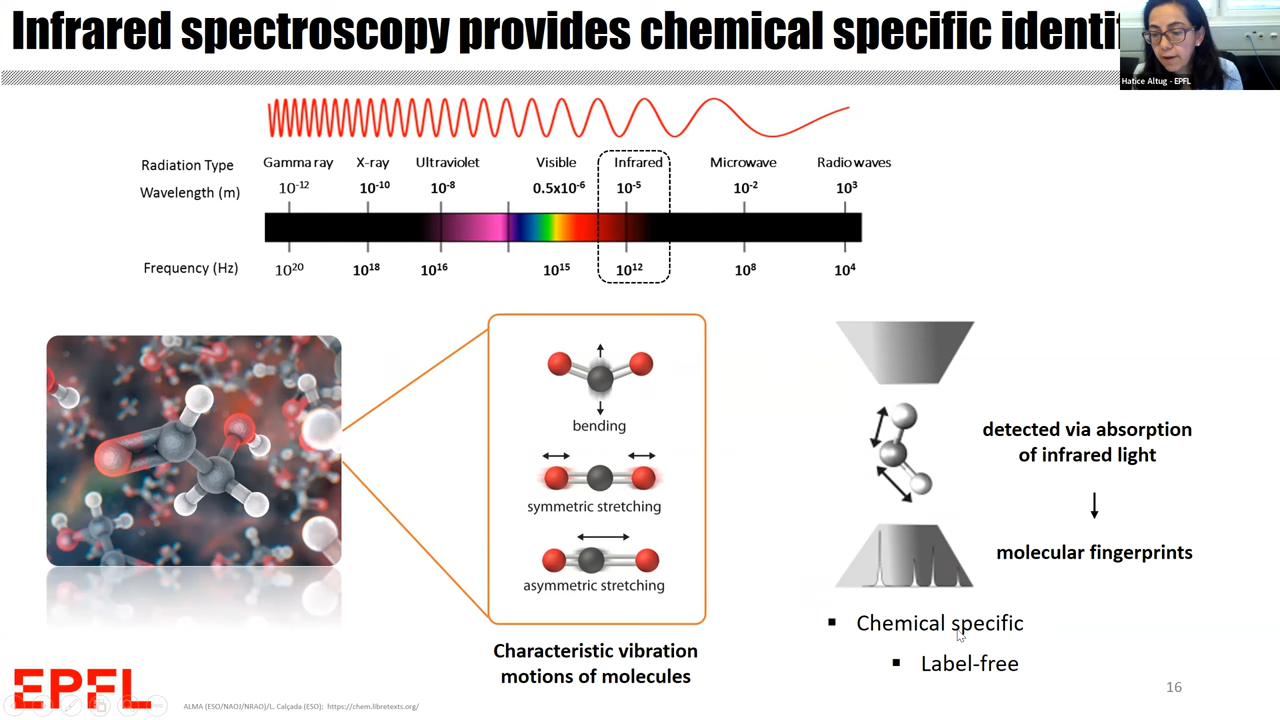 Infrared spectroscopy provides chemical specific identi
Hatice Altug - EPFL
Radiation Type Gamma ray X-ray Ultraviolet Visible Infrared Microwave Radio waves
Wavelength (m) 10⁻¹² 10⁻¹⁰ 10⁻⁸ 0.5x10⁻⁶ 10⁻⁵ 10⁻² 10³
Frequency (Hz) 10²⁰ 10¹⁸ 10¹⁶ 10¹⁵ 10¹² 10⁸ 10⁴
bending
symmetric stretching
asymmetric stretching
Characteristic vibration
motions of molecules
detected via absorption
of infrared light
molecular fingerprints
▪ Chemical specific
▪ Label-free
EPFL
ALMA (ESO/NAOJ/NRAO)/L. Calçada (ESO); https://chem.libretexts.org/
16